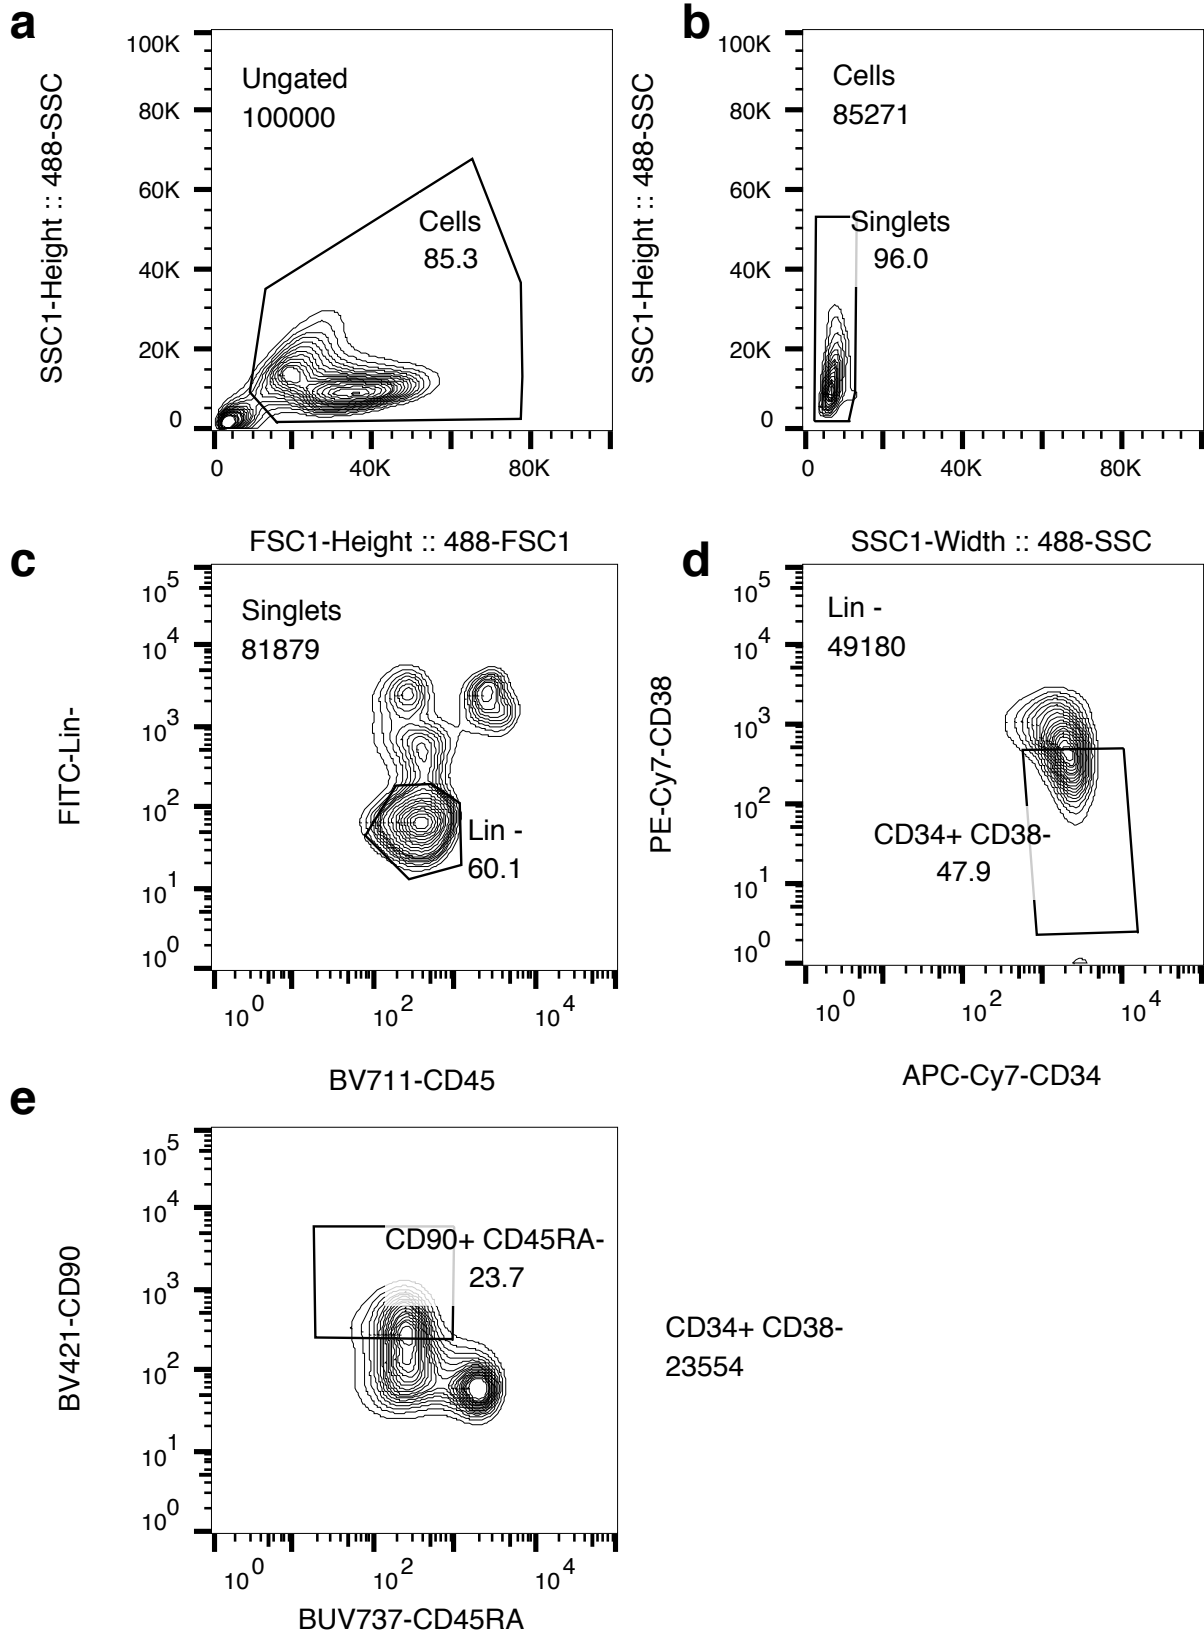 a
SSC1-Height :: 488-SSC
100K
80K
60K
40K
20K
0
Ungated
100000
Cells
85.3
0
40K
80K
FSC1-Height :: 488-FSC1
b
SSC1-Height :: 488-SSC
100K
80K
60K
40K
20K
0
Cells
85271
Singlets
96.0
0
40K
80K
SSC1-Width :: 488-SSC
c
FITC-Lin-
10^5
10^4
10^3
10^2
10^1
10^0
Singlets
81879
Lin -
60.1
10^0
10^2
10^4
BV711-CD45
d
PE-Cy7-CD38
10^5
10^4
10^3
10^2
10^1
10^0
Lin -
49180
CD34+ CD38-
47.9
10^0
10^2
10^4
APC-Cy7-CD34
e
BV421-CD90
10^5
10^4
10^3
10^2
10^1
10^0
CD90+ CD45RA-
23.7
10^0
10^2
10^4
BUV737-CD45RA
CD34+ CD38-
23554